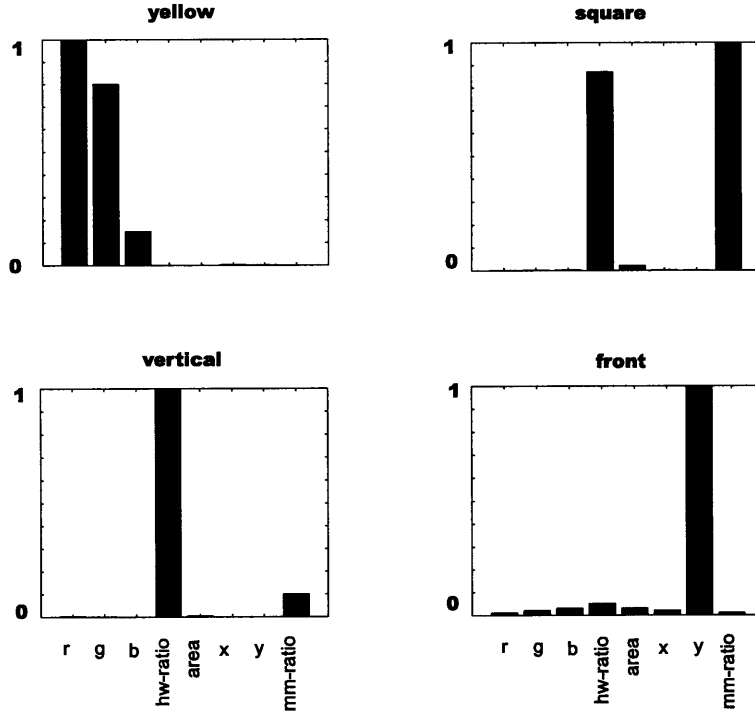 yellow
1
0
square
1
0
vertical
1
0
r g b hw-ratio area x y mm-ratio
front
1
0
r g b hw-ratio area x y mm-ratio